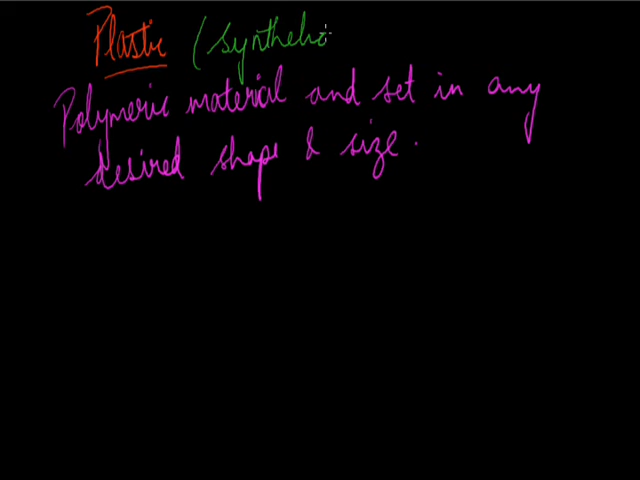 Plastic (synthetic
Polymeric material and set in any
desired shape & size.